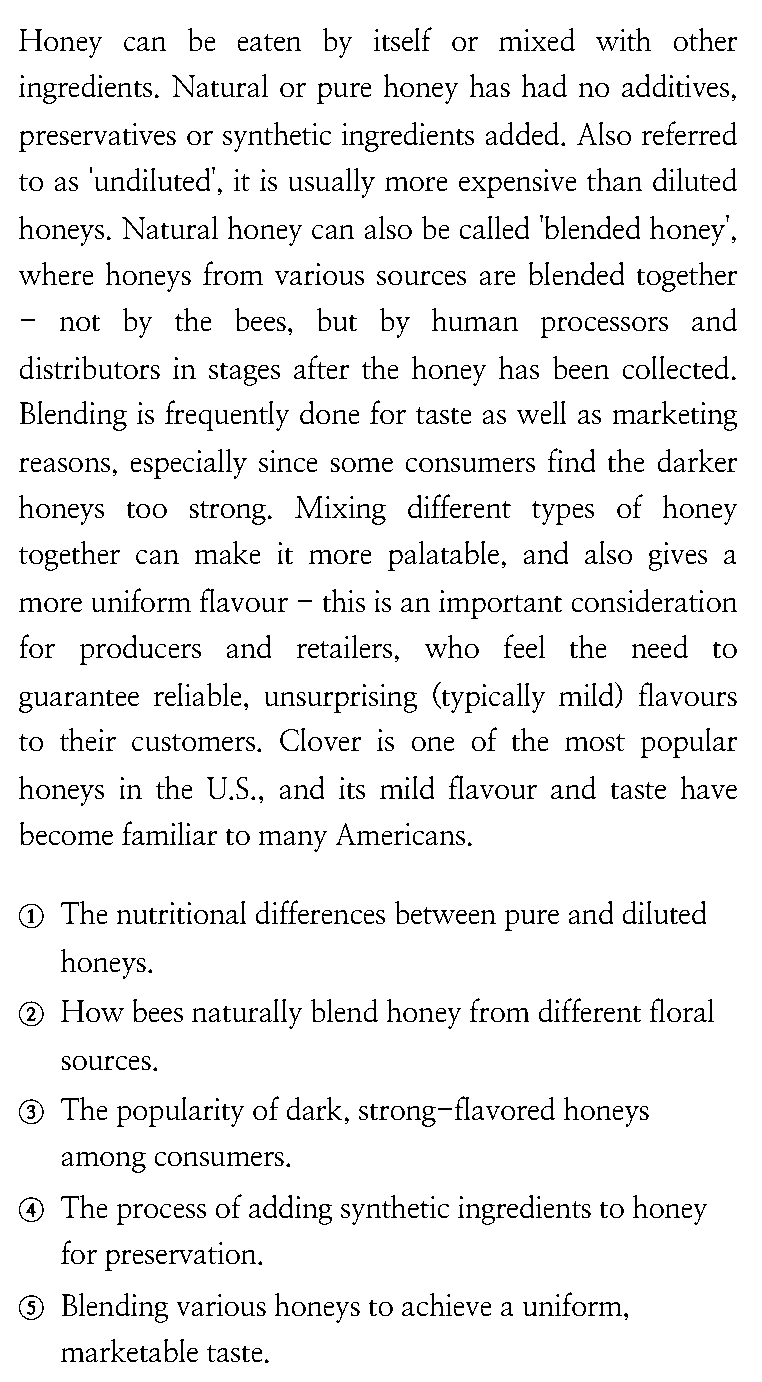 Honey can be eaten by itself or mixed with other
ingredients. Natural or pure honey has had no additives,
preservatives or synthetic ingredients added. Also referred
to as 'undiluted', it is usually more expensive than diluted
honeys. Natural honey can also be called 'blended honey',
where honeys from various sources are blended together
– not by the bees, but by human processors and
distributors in stages after the honey has been collected.
Blending is frequently done for taste as well as marketing
reasons, especially since some consumers find the darker
honeys too strong. Mixing different types of honey
together can make it more palatable, and also gives a
more uniform flavour – this is an important consideration
for producers and retailers, who feel the need to
guarantee reliable, unsurprising (typically mild) flavours
to their customers. Clover is one of the most popular
honeys in the U.S., and its mild flavour and taste have
become familiar to many Americans.
① The nutritional differences between pure and diluted
honeys.
② How bees naturally blend honey from different floral
sources.
③ The popularity of dark, strong-flavored honeys
among consumers.
④ The process of adding synthetic ingredients to honey
for preservation.
⑤ Blending various honeys to achieve a uniform,
marketable taste.